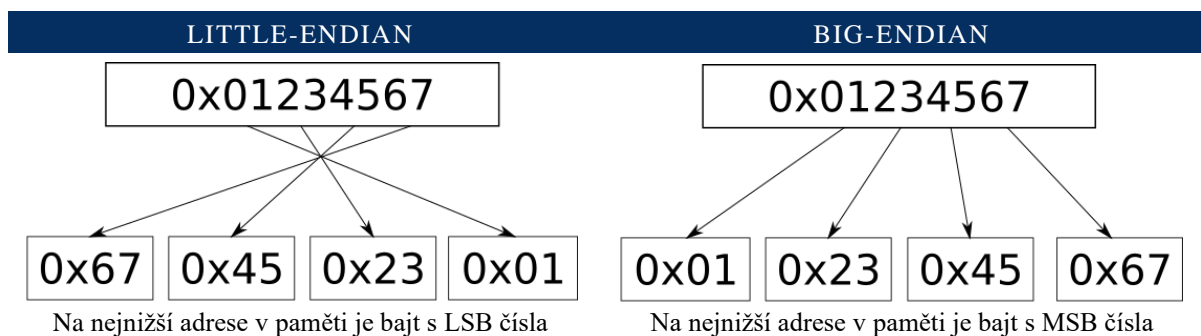 LITTLE-ENDIAN
0x01234567
0x67 0x45 0x23 0x01
Na nejnižší adrese v paměti je bajt s LSB čísla
BIG-ENDIAN
0x01234567
0x01 0x23 0x45 0x67
Na nejnižší adrese v paměti je bajt s MSB čísla